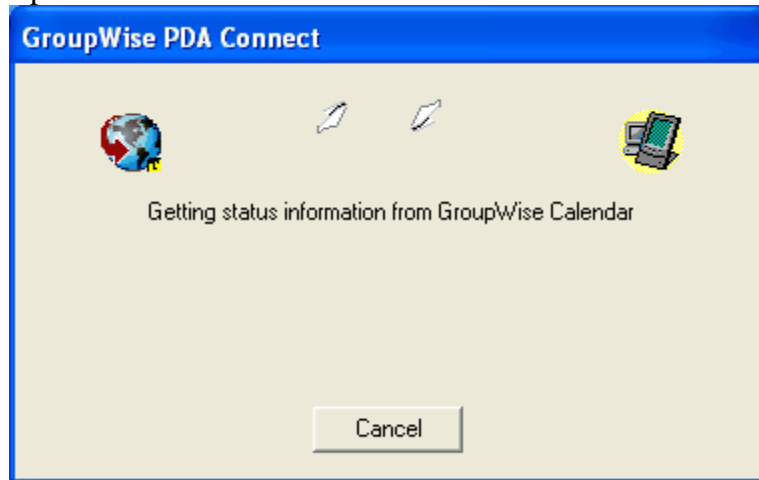 GroupWise PDA Connect
Getting status information from GroupWise Calendar
Cancel